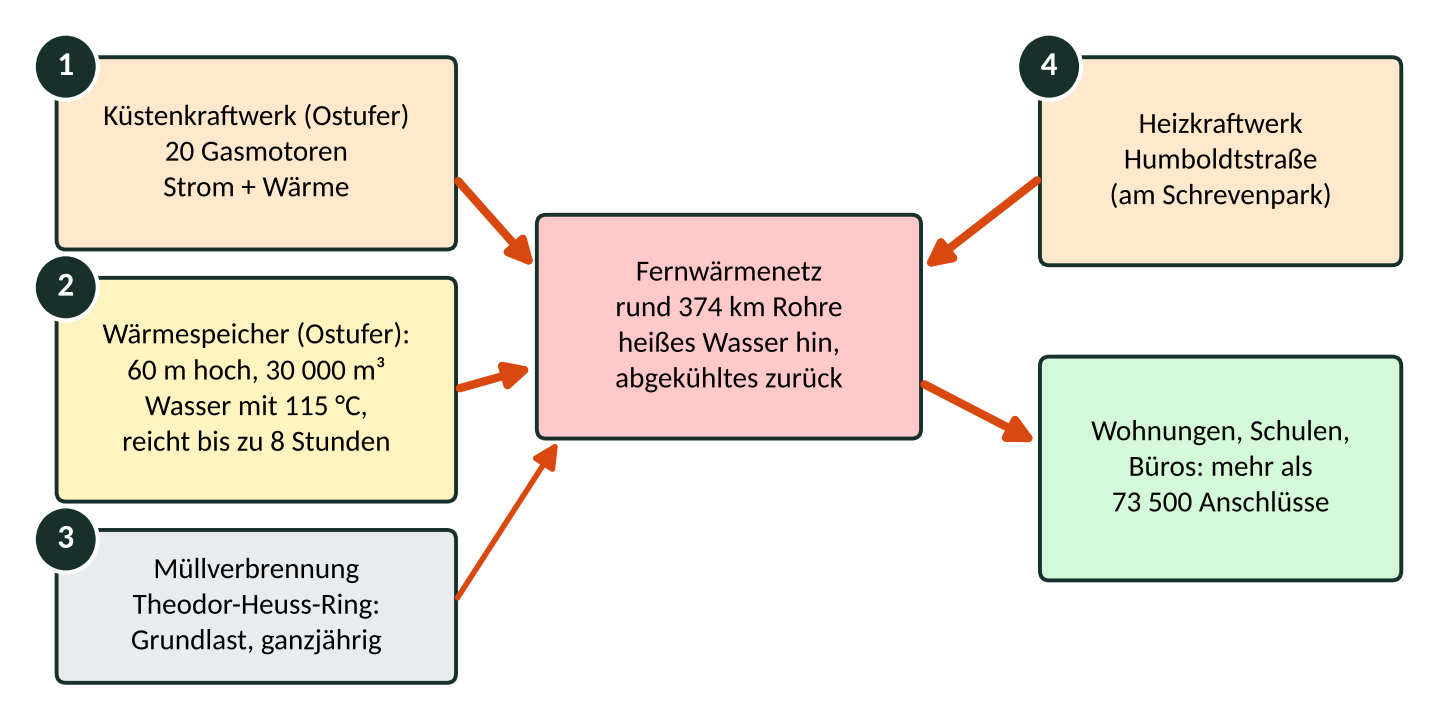 1
Küstenkraftwerk (Ostufer)
20 Gasmotoren
Strom + Wärme
2
Wärmespeicher (Ostufer):
60 m hoch, 30 000 m³
Wasser mit 115 °C,
reicht bis zu 8 Stunden
3
Müllverbrennung
Theodor-Heuss-Ring:
Grundlast, ganzjährig
Fernwärmenetz
rund 374 km Rohre
heißes Wasser hin,
abgekühltes zurück
4
Heizkraftwerk
Humboldtstraße
(am Schrevenpark)
Wohnungen, Schulen,
Büros: mehr als
73 500 Anschlüsse